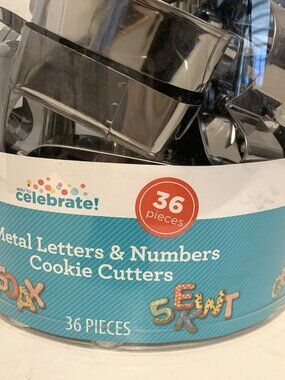 way to
celebrate!
36
pieces
Metal Letters & Numbers
Cookie Cutters
36 PIECES